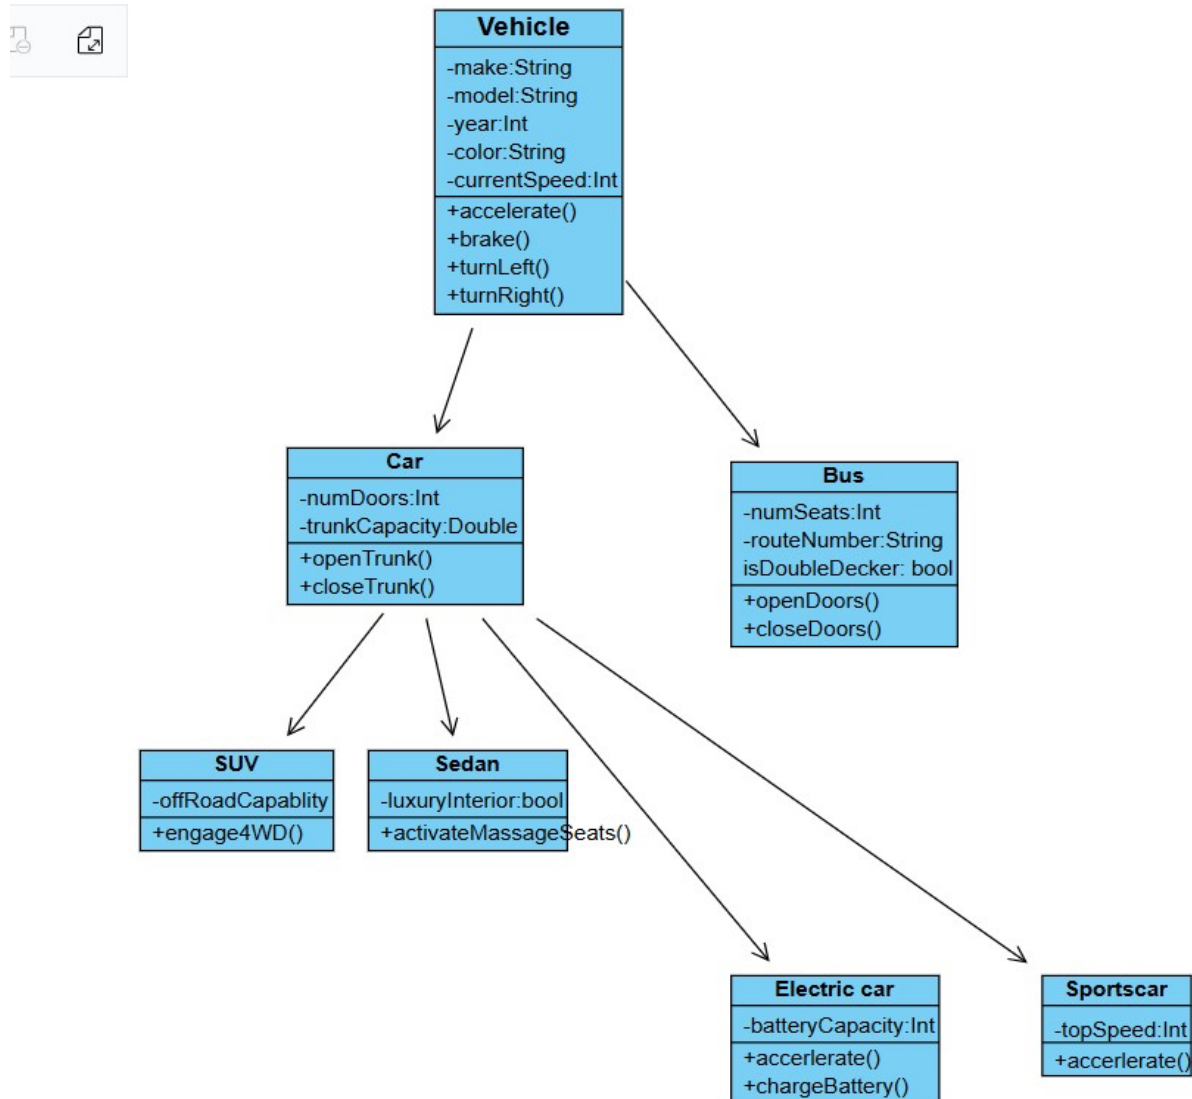 Vehicle
-make:String
-model:String
-year:Int
-color:String
-currentSpeed:Int
+accelerate()
+brake()
+turnLeft()
+turnRight()
Car
-numDoors:Int
-trunkCapacity:Double
+openTrunk()
+closeTrunk()
Bus
-numSeats:Int
-routeNumber:String
isDoubleDecker: bool
+openDoors()
+closeDoors()
SUV
-offRoadCapablity
+engage4WD()
Sedan
-luxuryInterior:bool
+activateMassageSeats()
Electric car
-batteryCapacity:Int
+accerlerate()
+chargeBattery()
Sportscar
-topSpeed:Int
+accerlerate()